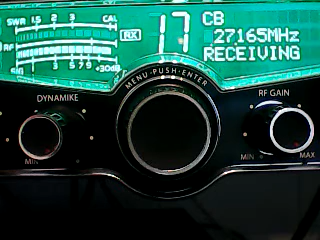 SWR 1.5 2 3 CAL
RX
17
CB
27165MHz
RF
RECEIVING
Sig 1 3 5 7 9 +30dB
MENU·PUSH·ENTER
DYNAMIKE
RF GAIN
MIN
MIN
MAX